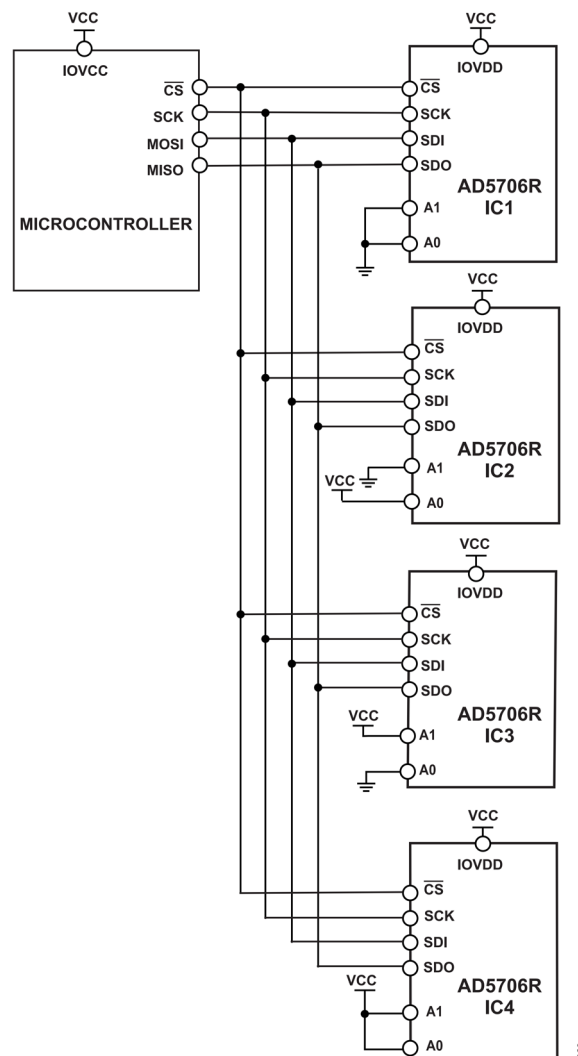 VCC
IOVCC
CS
SCK
MOSI
MISO
MICROCONTROLLER
VCC
IOVDD
CS
SCK
SDI
SDO
AD5706R
IC1
A1
A0
VCC
IOVDD
CS
SCK
SDI
SDO
AD5706R
IC2
A1
VCC
A0
VCC
IOVDD
CS
SCK
SDI
SDO
AD5706R
IC3
VCC
A1
A0
VCC
IOVDD
CS
SCK
SDI
SDO
AD5706R
IC4
VCC
A1
A0